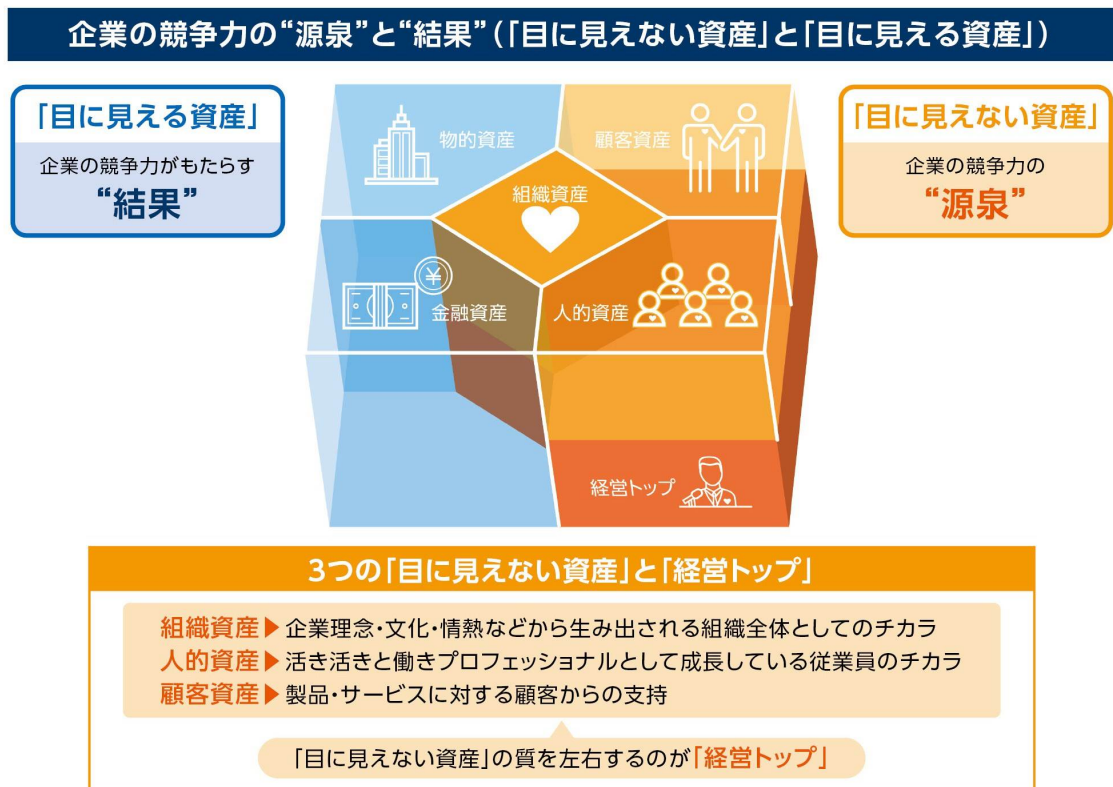 企業の競争力の“源泉”と“結果”(「目に見えない資産」と「目に見える資産」)
「目に見える資産」
企業の競争力がもたらす
“結果”
「目に見えない資産」
企業の競争力の
“源泉”
物的資産
顧客資産
組織資産
¥
金融資産
人的資産
経営トップ
3つの「目に見えない資産」と「経営トップ」
組織資産▶企業理念・文化・情熱などから生み出される組織全体としてのチカラ
人的資産▶活き活きと働きプロフェッショナルとして成長している従業員のチカラ
顧客資産▶製品・サービスに対する顧客からの支持
「目に見えない資産」の質を左右するのが「経営トップ」